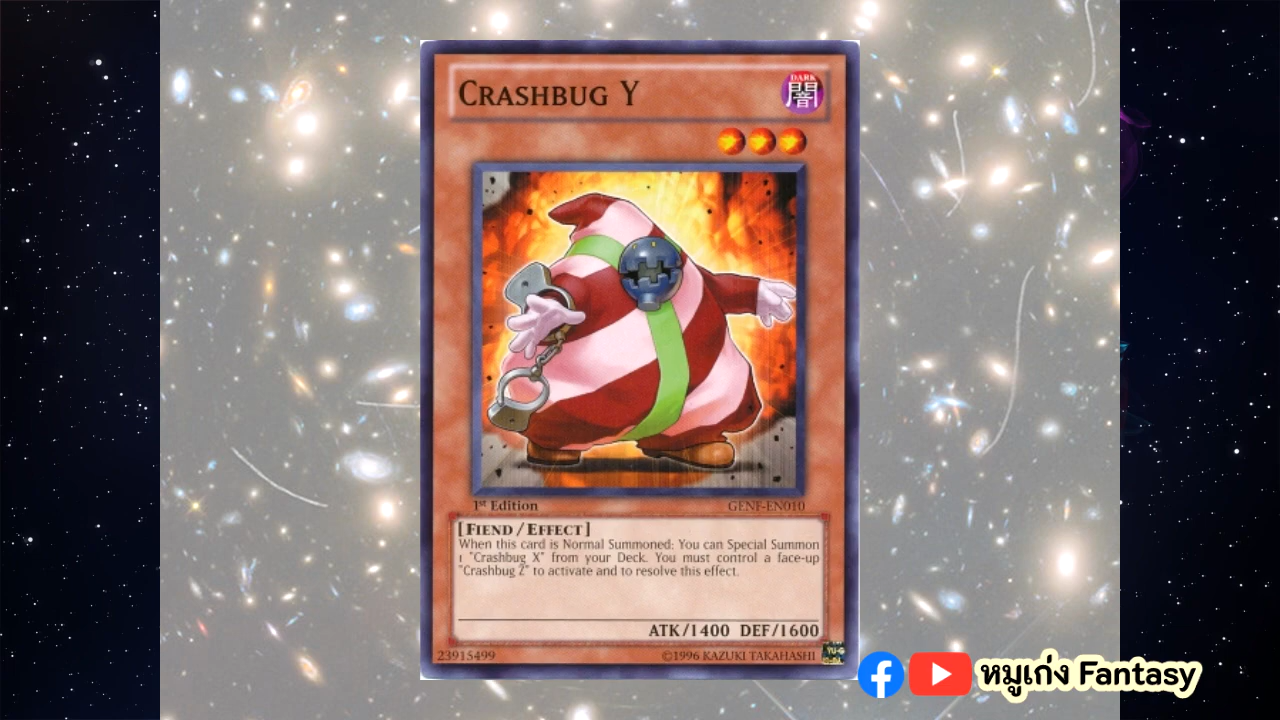 Crashbug Y
DARK
闇
1st Edition
GENF-EN010
[Fiend / Effect]
When this card is Normal Summoned: You can Special Summon
1 "Crashbug X" from your Deck. You must control a face-up
"Crashbug Z" to activate and to resolve this effect.
ATK/1400 DEF/1600
23915499
©1996 KAZUKI TAKAHASHI
หมูเก่ง Fantasy